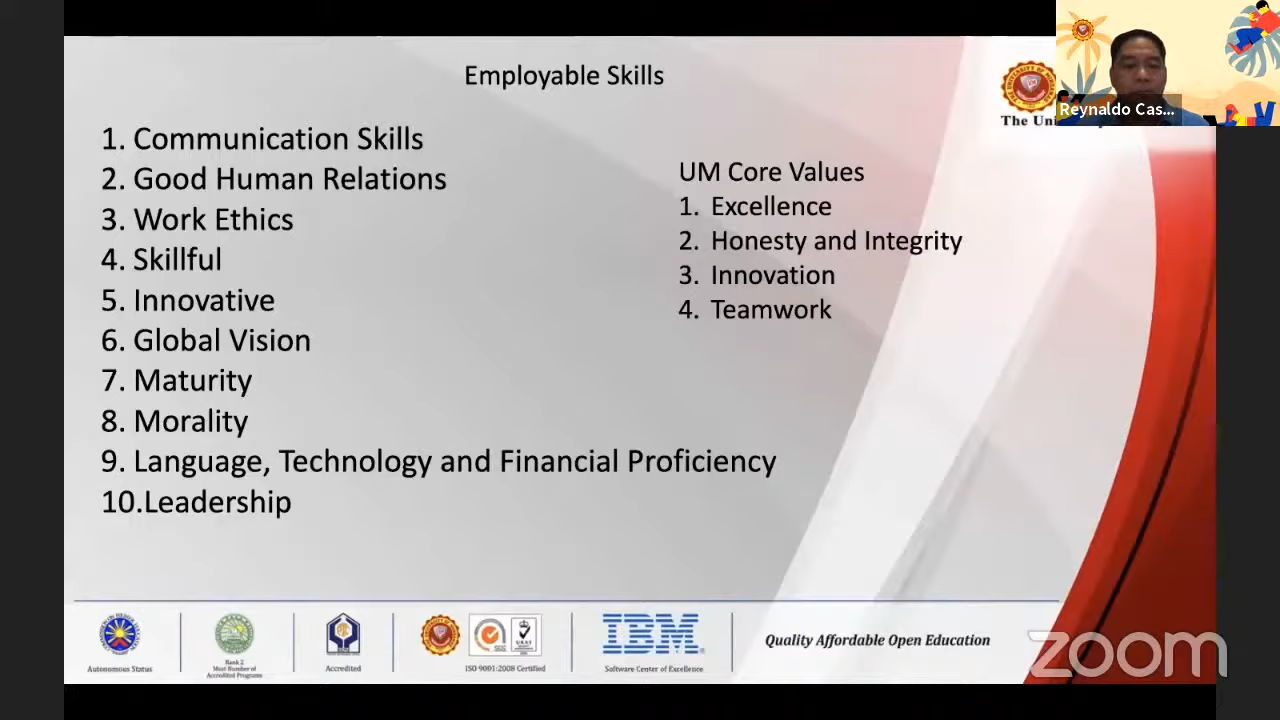 Employable Skills
1. Communication Skills
2. Good Human Relations
3. Work Ethics
4. Skillful
5. Innovative
6. Global Vision
7. Maturity
8. Morality
9. Language, Technology and Financial Proficiency
10.Leadership
UM Core Values
1. Excellence
2. Honesty and Integrity
3. Innovation
4. Teamwork
The Uni
Reynaldo Cas...
Autonomous Status
Rank 2
Most Number of
Accredited Programs
Accredited
SGS
UKAS
ISO 9001:2008 Certified
IBM
Software Center of Excellence
Quality Affordable Open Education
zoom